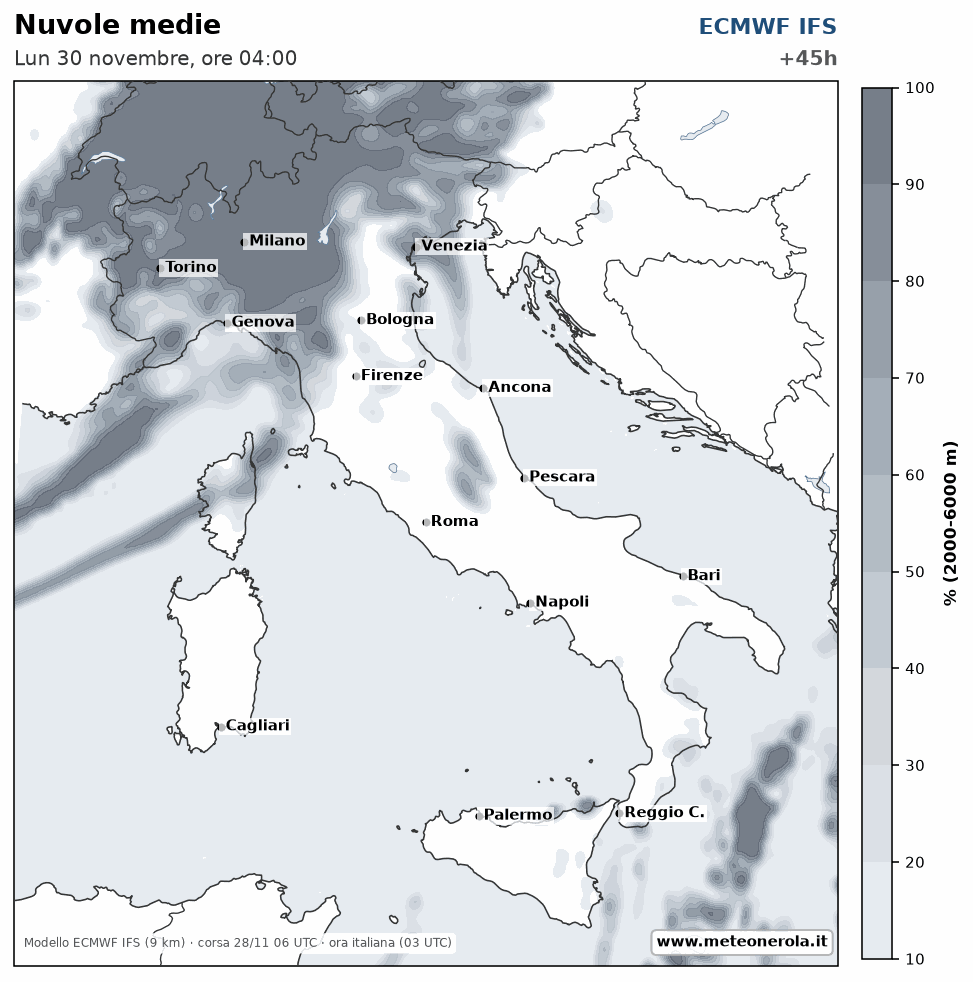 Nuvole medie
ECMWF IFS
Lun 30 novembre, ore 04:00
+45h
Milano
Venezia
Torino
Genova
Bologna
Firenze
Ancona
Pescara
Roma
Bari
Napoli
Cagliari
Palermo
Reggio C.
100
90
80
70
60
50
40
30
20
10
% (2000-6000 m)
Modello ECMWF IFS (9 km) · corsa 28/11 06 UTC · ora italiana (03 UTC)
www.meteonerola.it